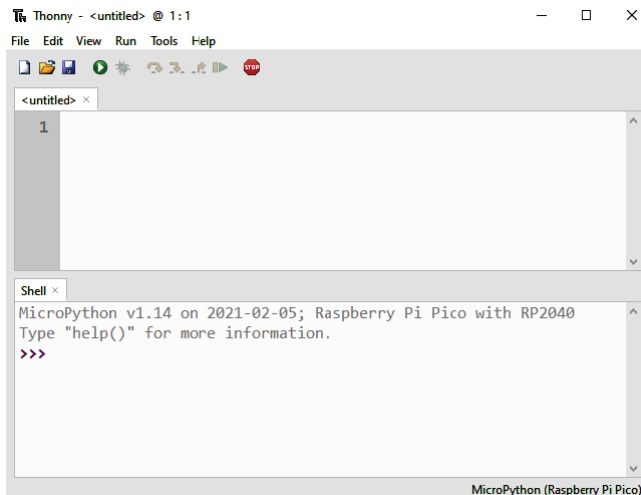 Thonny - <untitled> @ 1:1
File Edit View Run Tools Help
STOP
<untitled> ×
1
Shell ×
MicroPython v1.14 on 2021-02-05; Raspberry Pi Pico with RP2040
Type "help()" for more information.
>>>
MicroPython (Raspberry Pi Pico)